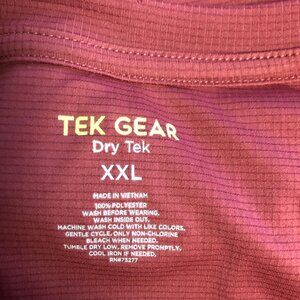 TEK GEAR
Dry Tek
XXL
MADE IN VIETNAM
100% POLYESTER
WASH BEFORE WEARING.
WASH INSIDE OUT.
MACHINE WASH COLD WITH LIKE COLORS.
GENTLE CYCLE. ONLY NON-CHLORINE
BLEACH WHEN NEEDED.
TUMBLE DRY LOW. REMOVE PROMPTLY.
COOL IRON IF NEEDED.
RN#73277